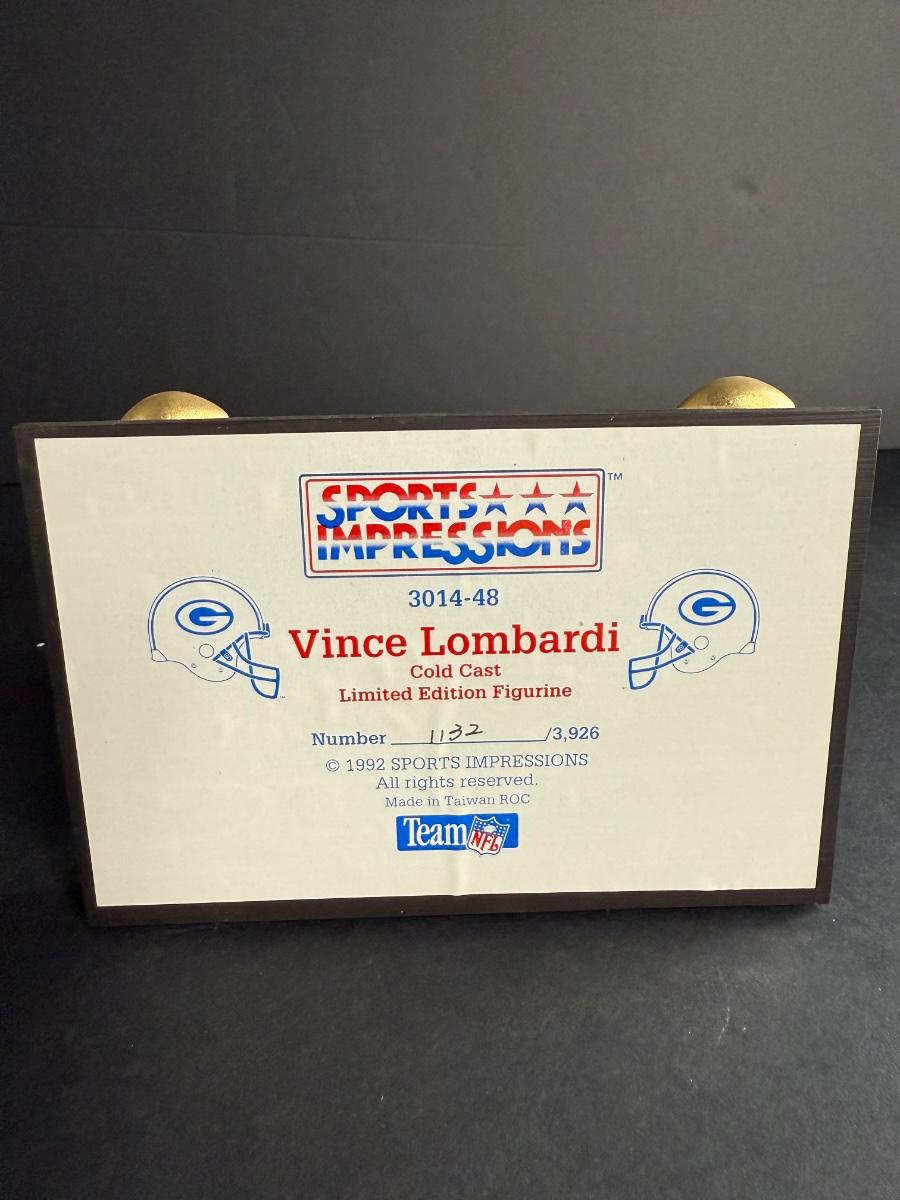 SPORTS
IMPRESSIONS
TM
3014-48
Vince Lombardi
Cold Cast
Limited Edition Figurine
Number 1132 /3,926
© 1992 SPORTS IMPRESSIONS
All rights reserved.
Made in Taiwan ROC
Team NFL